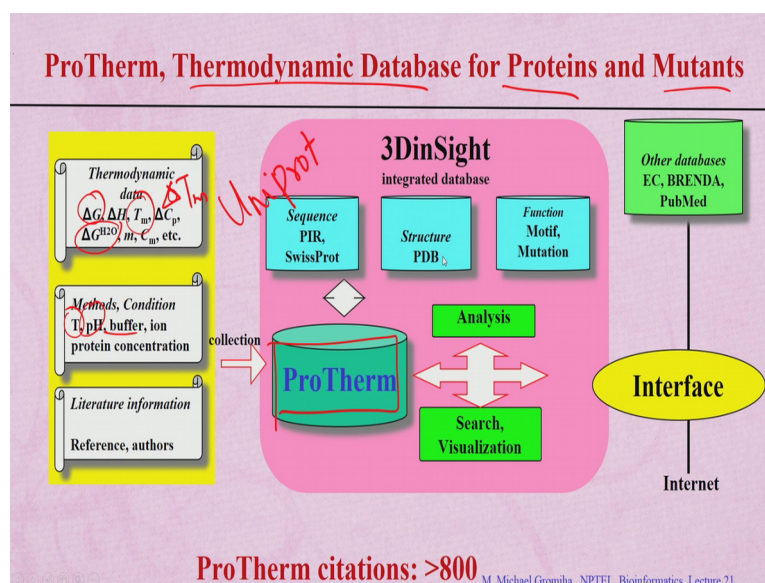 ProTherm, Thermodynamic Database for Proteins and Mutants
Thermodynamic
data
ΔG, ΔH, Tm, ΔCp,
ΔG^H2O, m, Cm, etc.
ΔTm
UniProt
Methods, Condition
T, pH, buffer, ion
protein concentration
Literature information
Reference, authors
collection
3DinSight
integrated database
Sequence
PIR,
SwissProt
Structure
PDB
Function
Motif,
Mutation
ProTherm
Analysis
Search,
Visualization
Other databases
EC, BRENDA,
PubMed
Interface
Internet
ProTherm citations: >800
M. Michael Gromiha, NPTEL, Bioinformatics, Lecture 21